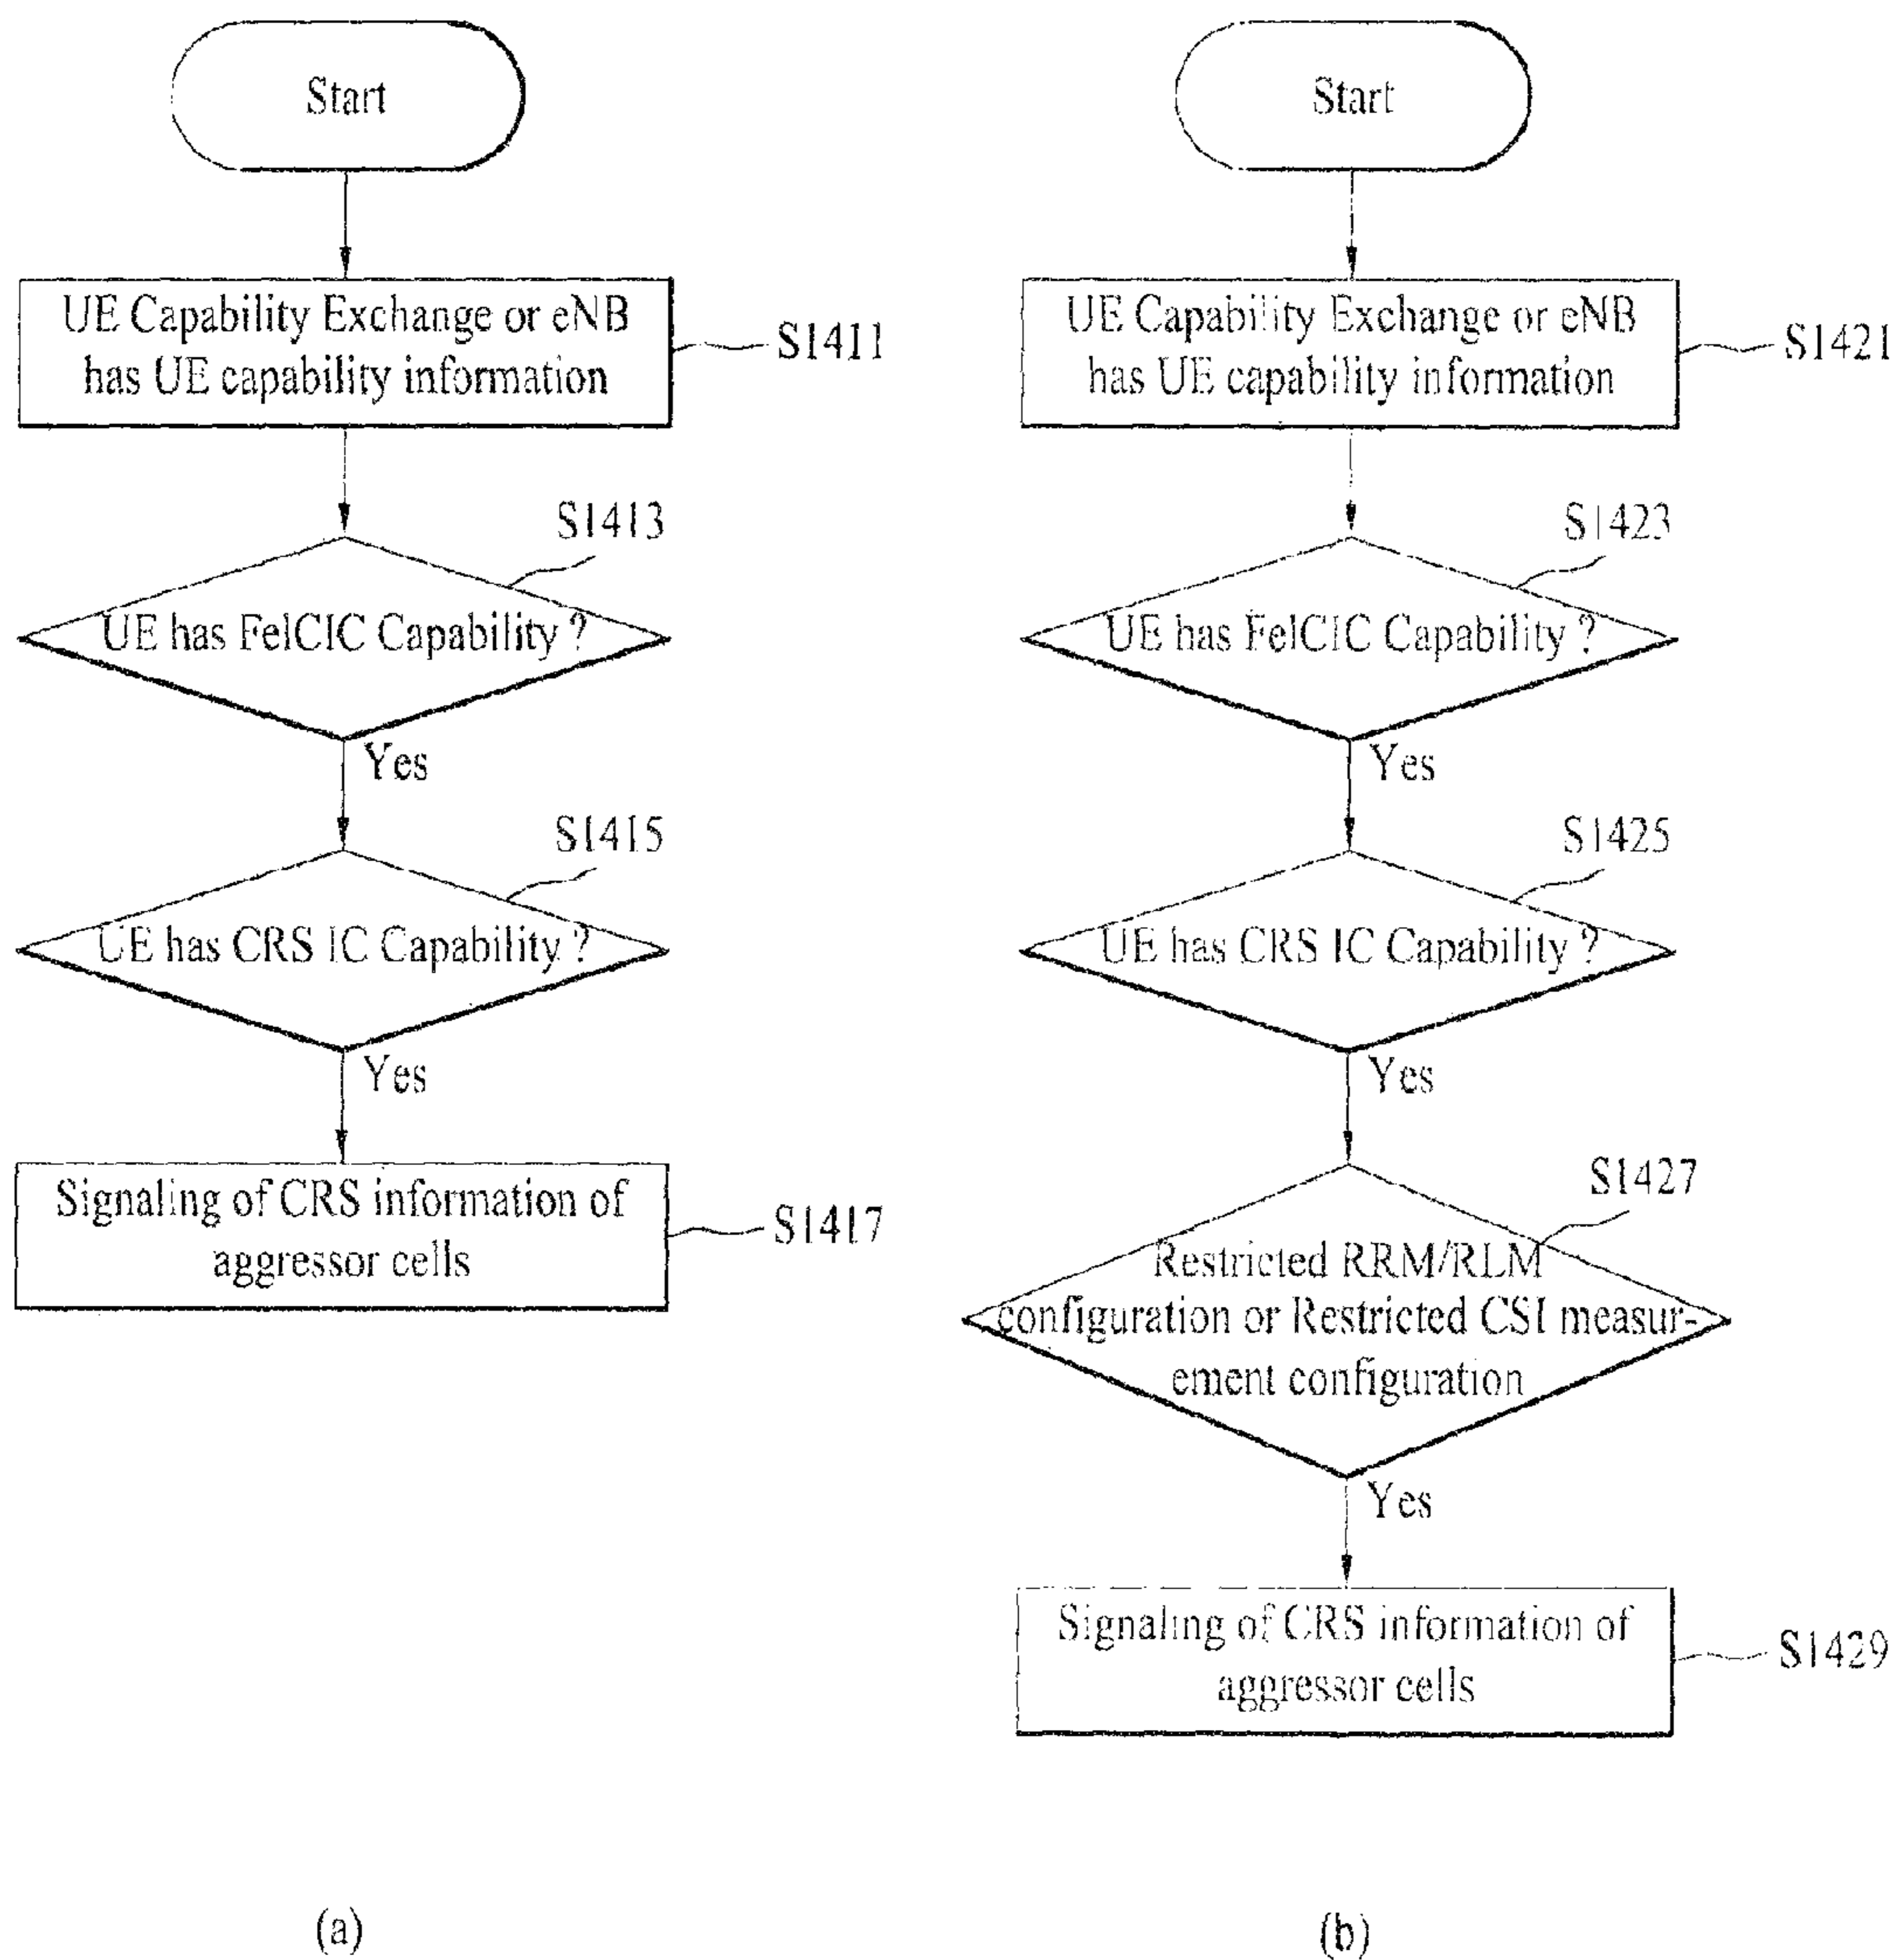 Start
UE Capability Exchange or eNB
has UE capability information
S1411
S1413
UE has FeICIC Capability ?
Yes
S1415
UE has CRS IC Capability ?
Yes
Signaling of CRS information of
aggressor cells
S1417
(a)
Start
UE Capability Exchange or eNB
has UE capability information
S1421
S1423
UE has FeICIC Capability ?
Yes
S1425
UE has CRS IC Capability ?
Yes
S1427
Restricted RRM/RLM
configuration or Restricted CSI measur-
ement configuration
Yes
Signaling of CRS information of
aggressor cells
S1429
(b)